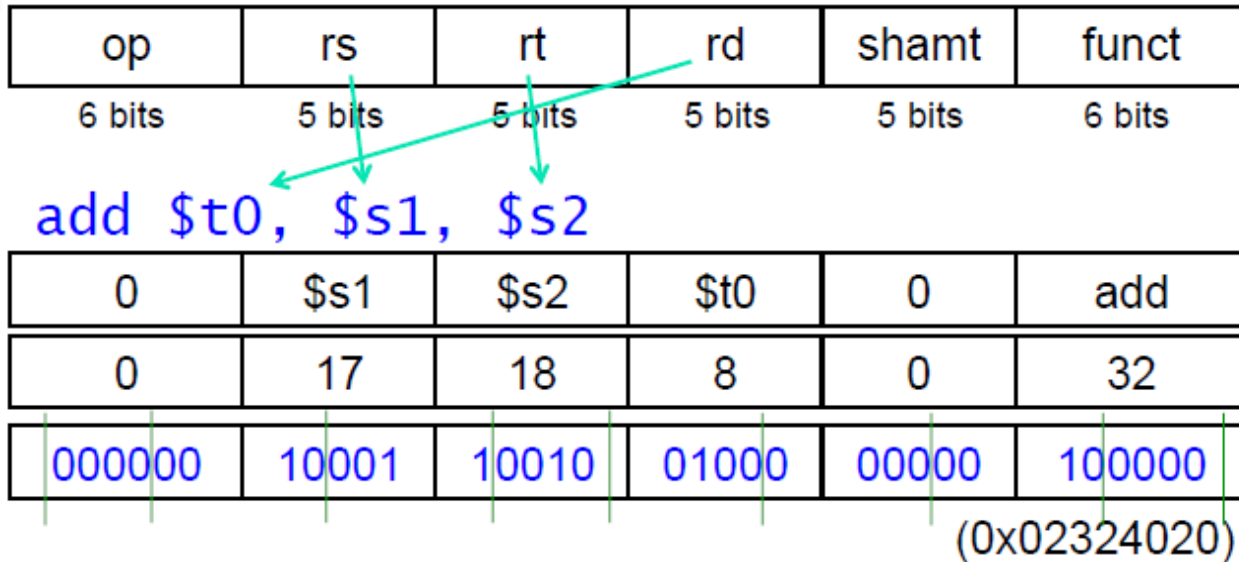 op rs rt rd shamt funct
6 bits 5 bits 5 bits 5 bits 5 bits 6 bits
add $t0, $s1, $s2
0 $s1 $s2 $t0 0 add
0 17 18 8 0 32
000000 10001 10010 01000 00000 100000
(0x02324020)